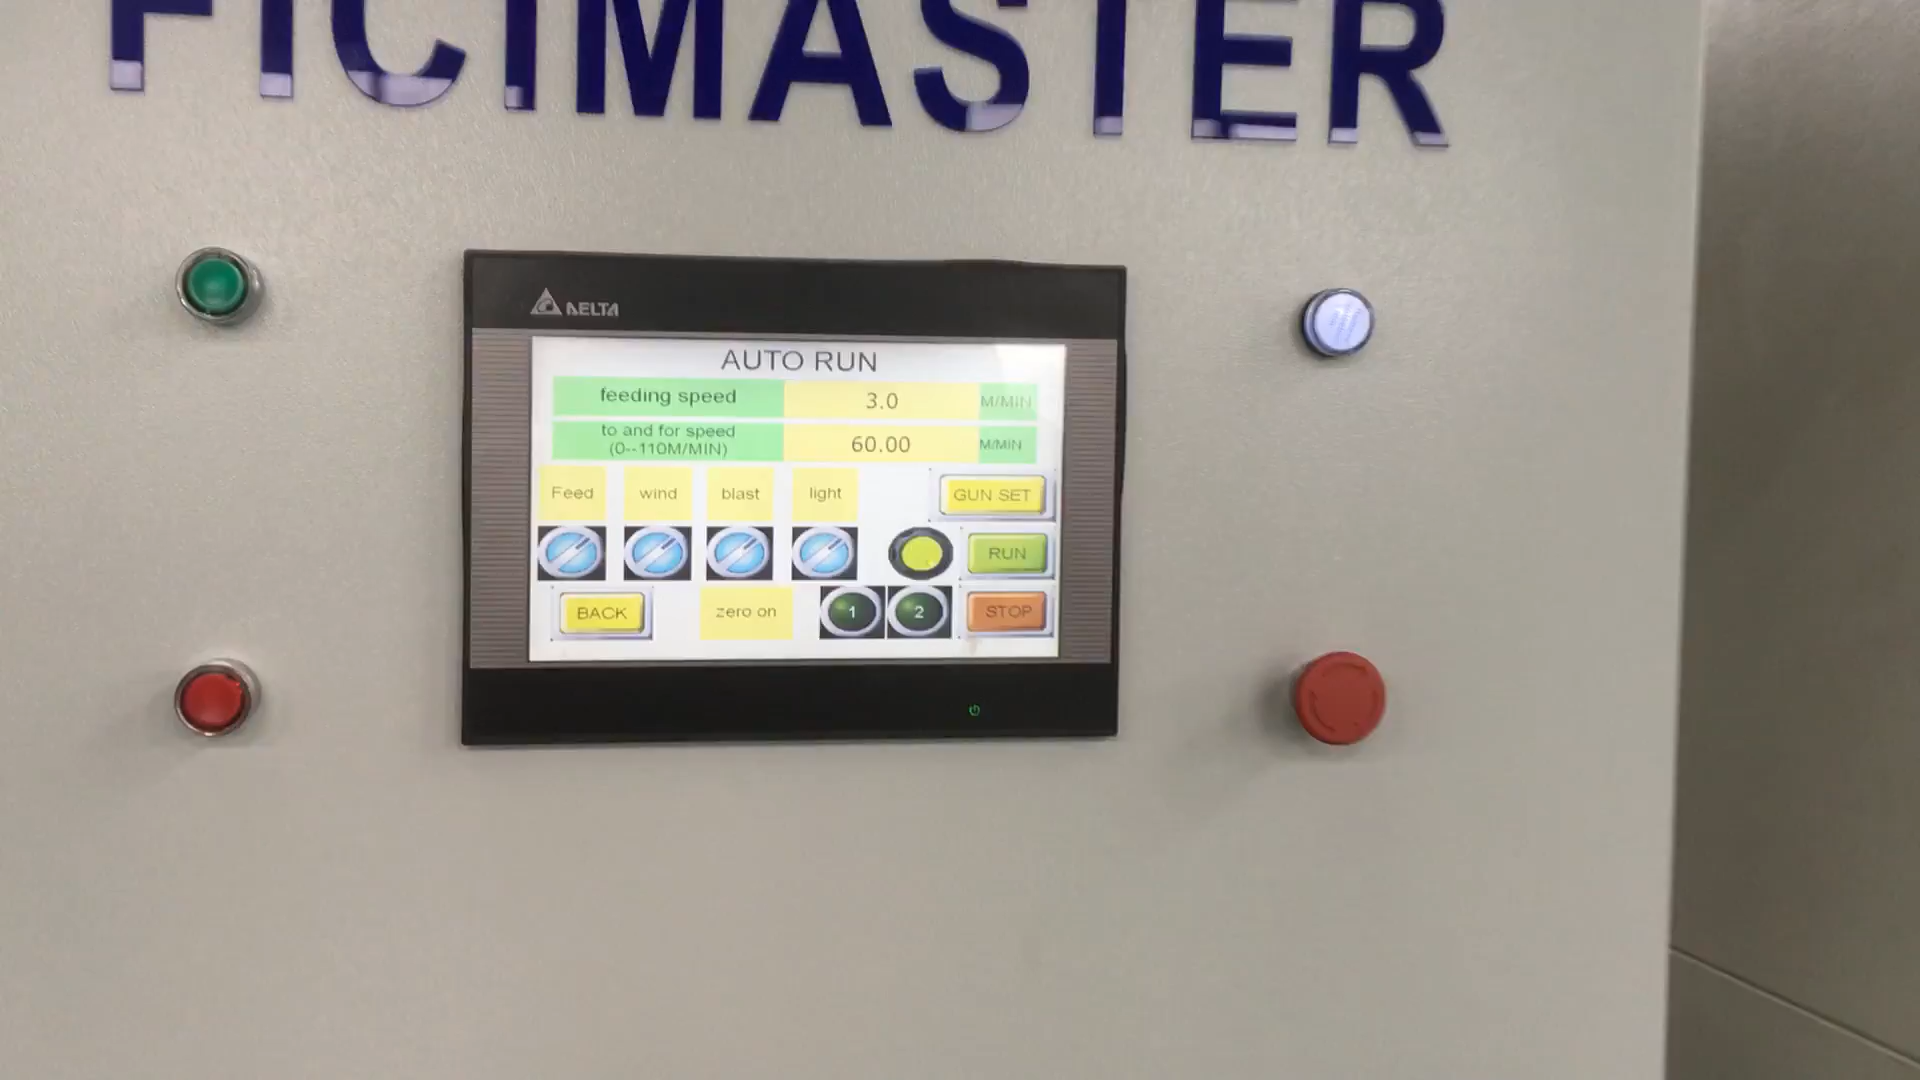 FICIMASTER
DELTA
AUTO RUN
feeding speed 3.0 M/MIN
to and for speed
(0--110M/MIN) 60.00 M/MIN
Feed wind blast light GUN SET
RUN
BACK zero on 1 2 STOP